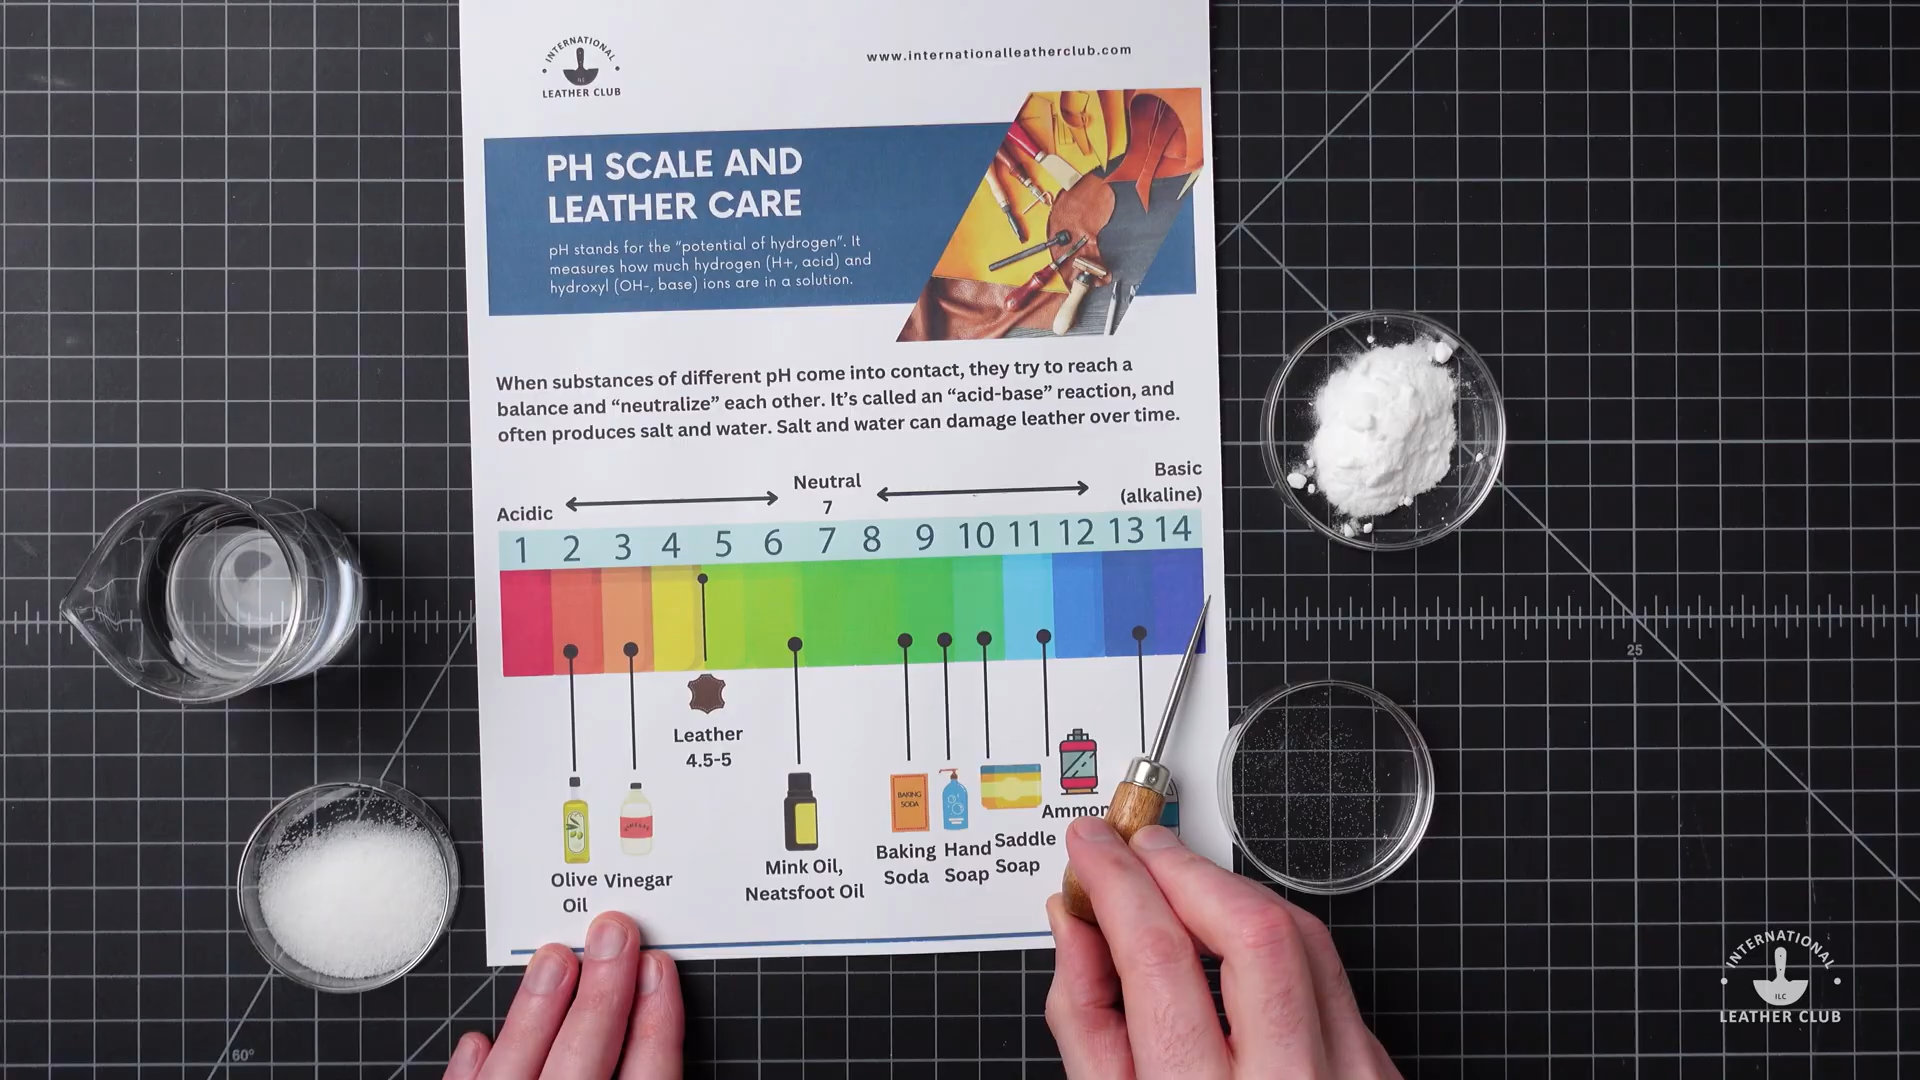 INTERNATIONAL
ILC
LEATHER CLUB
www.internationalleatherclub.com
PH SCALE AND
LEATHER CARE
pH stands for the “potential of hydrogen”. It
measures how much hydrogen (H+, acid) and
hydroxyl (OH-, base) ions are in a solution.
When substances of different pH come into contact, they try to reach a
balance and “neutralize” each other. It’s called an “acid-base” reaction, and
often produces salt and water. Salt and water can damage leather over time.
Acidic
Neutral
7
Basic
(alkaline)
1 2 3 4 5 6 7 8 9 10 11 12 13 14
Leather
4.5-5
BAKING
SODA
VINEGAR
Olive
Oil
Vinegar
Mink Oil,
Neatsfoot Oil
Baking
Soda
Hand
Soap
Saddle
Soap
25
60°
INTERNATIONAL
ILC
LEATHER CLUB